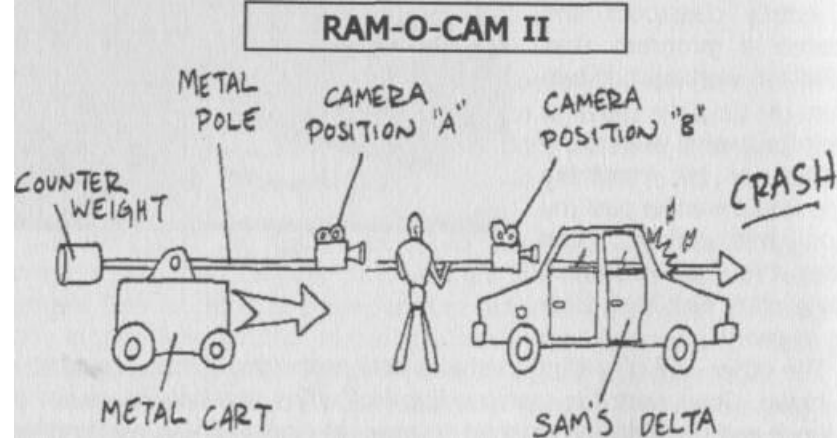 RAM-O-CAM II
METAL
POLE
CAMERA
POSITION "A"
CAMERA
POSITION "B"
COUNTER
WEIGHT
CRASH
METAL CART
SAM'S DELTA